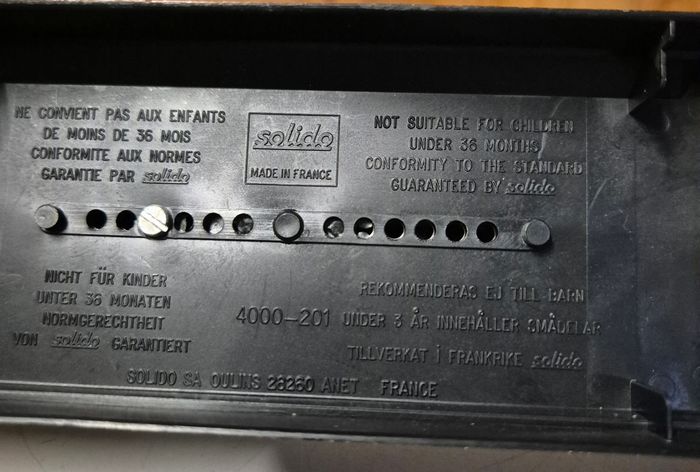 NE CONVIENT PAS AUX ENFANTS
DE MOINS DE 36 MOIS
CONFORMITE AUX NORMES
GARANTIE PAR solido
solido
MADE IN FRANCE
NOT SUITABLE FOR CHILDREN
UNDER 36 MONTHS
CONFORMITY TO THE STANDARD
GUARANTEED BY solido
NICHT FÜR KINDER
UNTER 36 MONATEN
NORMGERECHTHEIT
VON solido GARANTIERT
4000-201
REKOMMENDERAS EJ TILL BARN
UNDER 3 ÅR INNEHÅLLER SMÅDELAR
TILLVERKAT I FRANKRIKE solido
SOLIDO SA OULINS 28260 ANET FRANCE